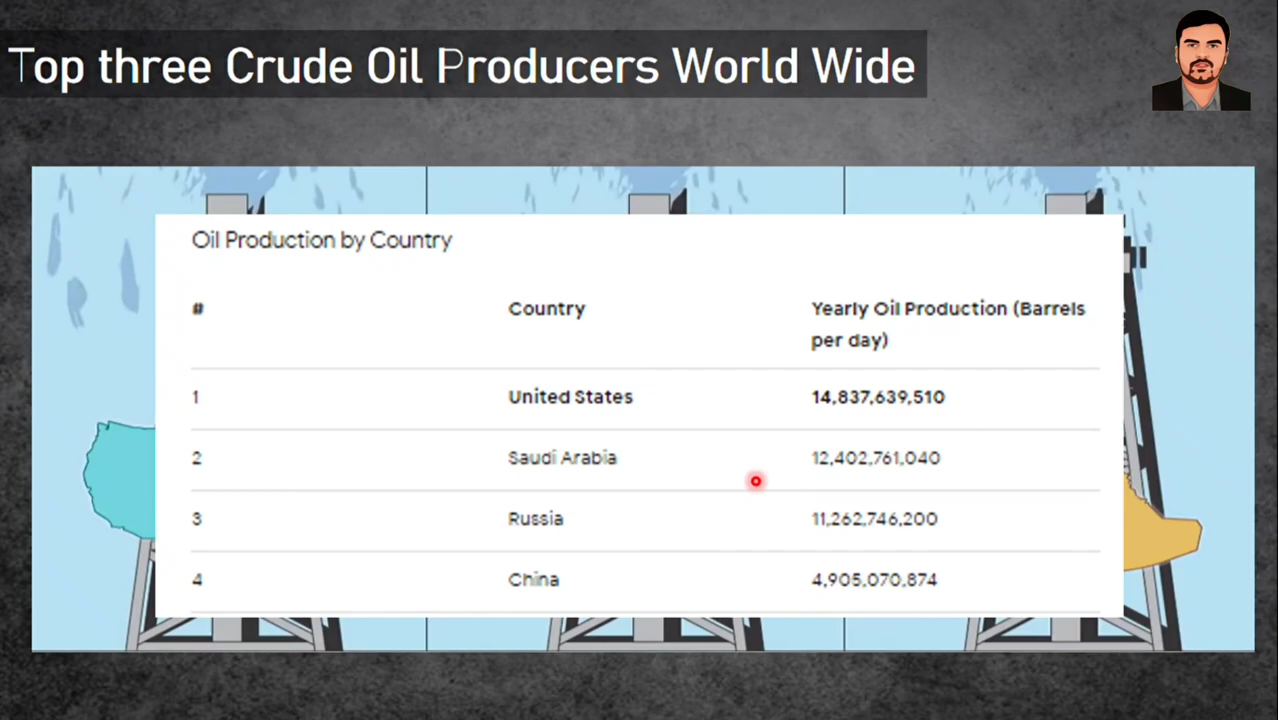 Top three Crude Oil Producers World Wide
Oil Production by Country
# Country Yearly Oil Production (Barrels
per day)
1 United States 14,837,639,510
2 Saudi Arabia 12,402,761,040
3 Russia 11,262,746,200
4 China 4,905,070,874